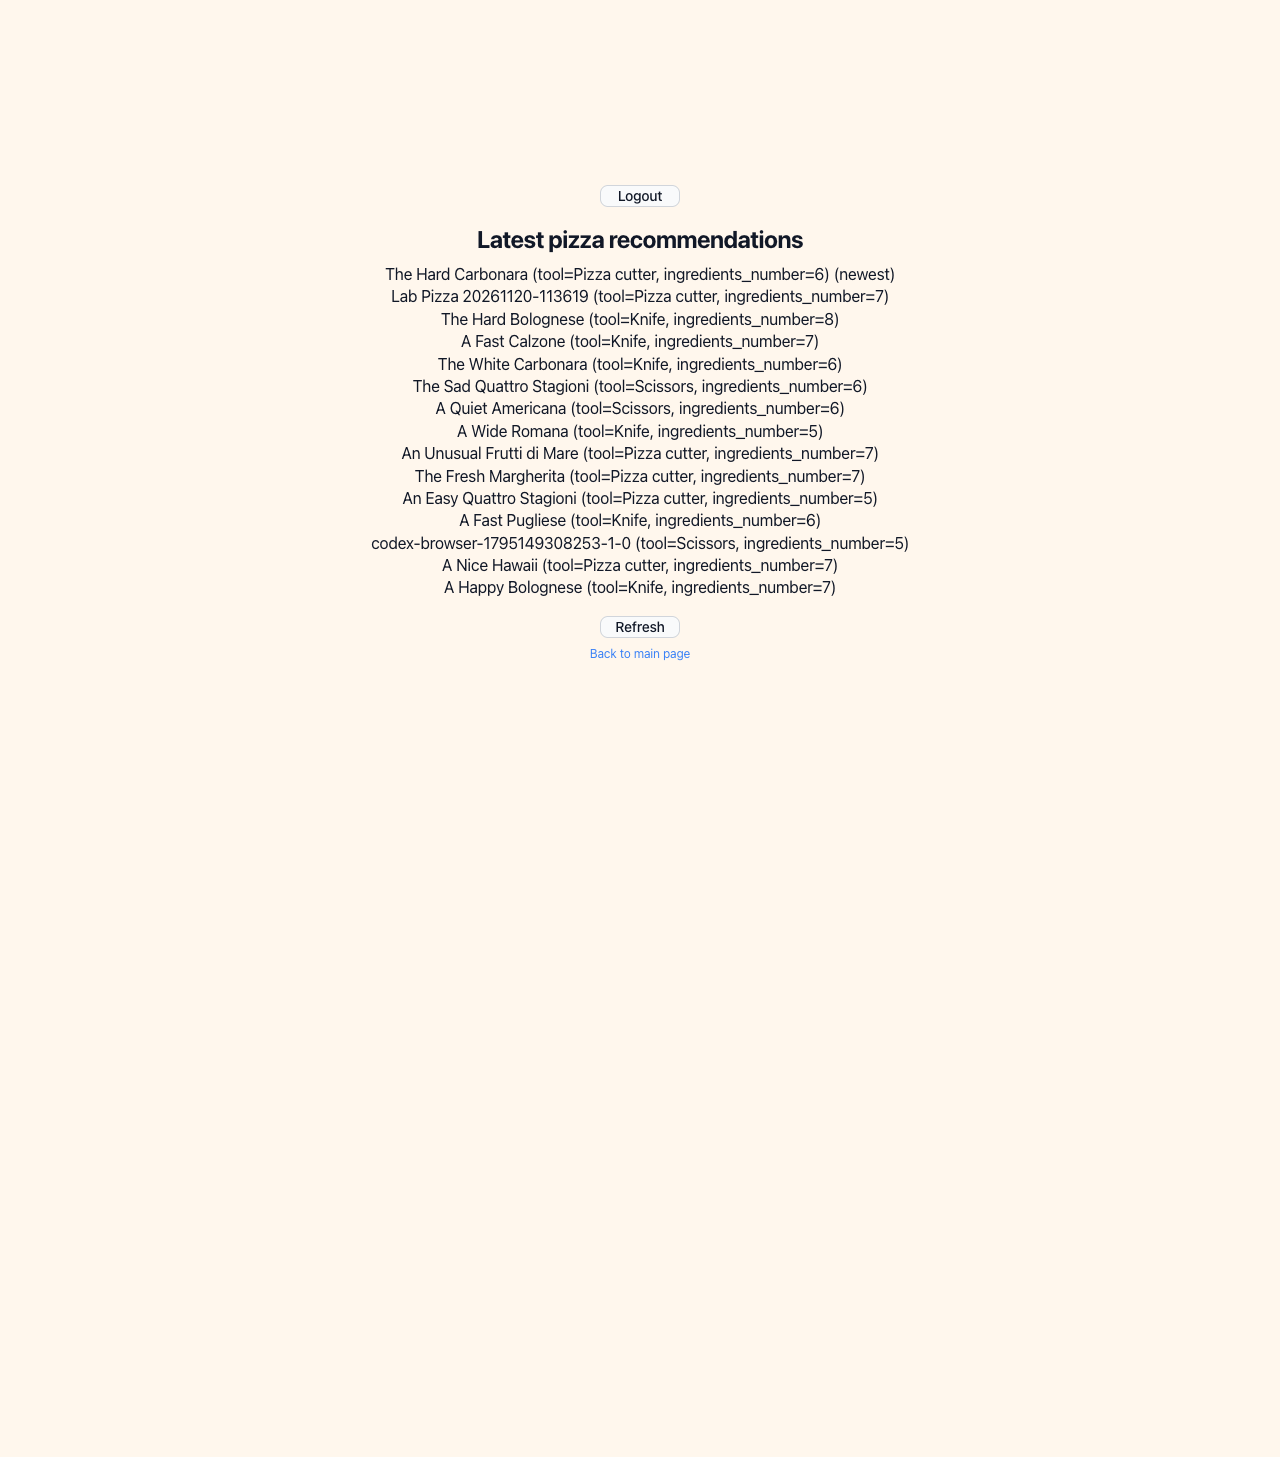 Logout
Latest pizza recommendations
The Hard Carbonara (tool=Pizza cutter, ingredients_number=6) (newest)
Lab Pizza 20261120-113619 (tool=Pizza cutter, ingredients_number=7)
The Hard Bolognese (tool=Knife, ingredients_number=8)
A Fast Calzone (tool=Knife, ingredients_number=7)
The White Carbonara (tool=Knife, ingredients_number=6)
The Sad Quattro Stagioni (tool=Scissors, ingredients_number=6)
A Quiet Americana (tool=Scissors, ingredients_number=6)
A Wide Romana (tool=Knife, ingredients_number=5)
An Unusual Frutti di Mare (tool=Pizza cutter, ingredients_number=7)
The Fresh Margherita (tool=Pizza cutter, ingredients_number=7)
An Easy Quattro Stagioni (tool=Pizza cutter, ingredients_number=5)
A Fast Pugliese (tool=Knife, ingredients_number=6)
codex-browser-1795149308253-1-0 (tool=Scissors, ingredients_number=5)
A Nice Hawaii (tool=Pizza cutter, ingredients_number=7)
A Happy Bolognese (tool=Knife, ingredients_number=7)
Refresh
Back to main page